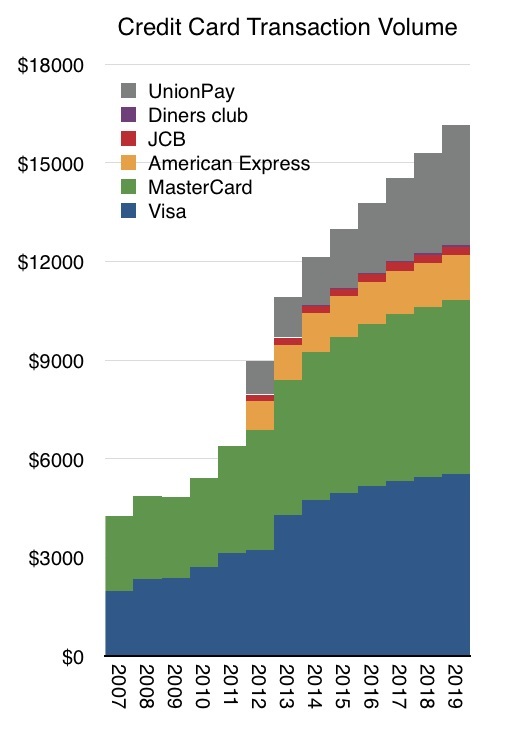 Credit Card Transaction Volume
$18000
UnionPay
Diners club
JCB
$15000
American Express
MasterCard
Visa
$12000
$9000
$6000
$3000
$0
2007
2008
2009
2010
2011
2012
2013
2014
2015
2016
2017
2018
2019